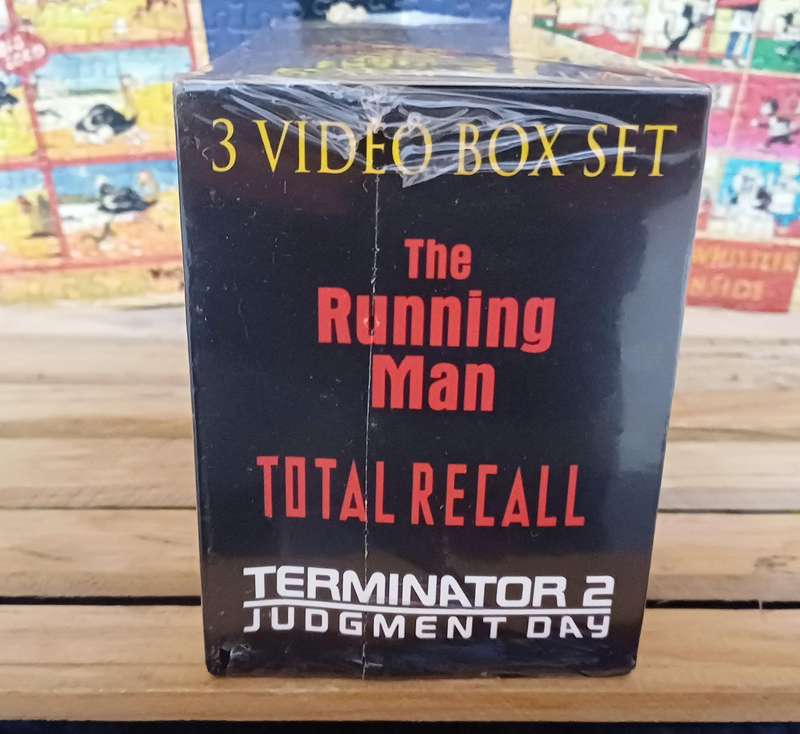 3 VIDEO BOX SET
The
Running
Man
TOTAL RECALL
TERMINATOR 2
JUDGMENT DAY